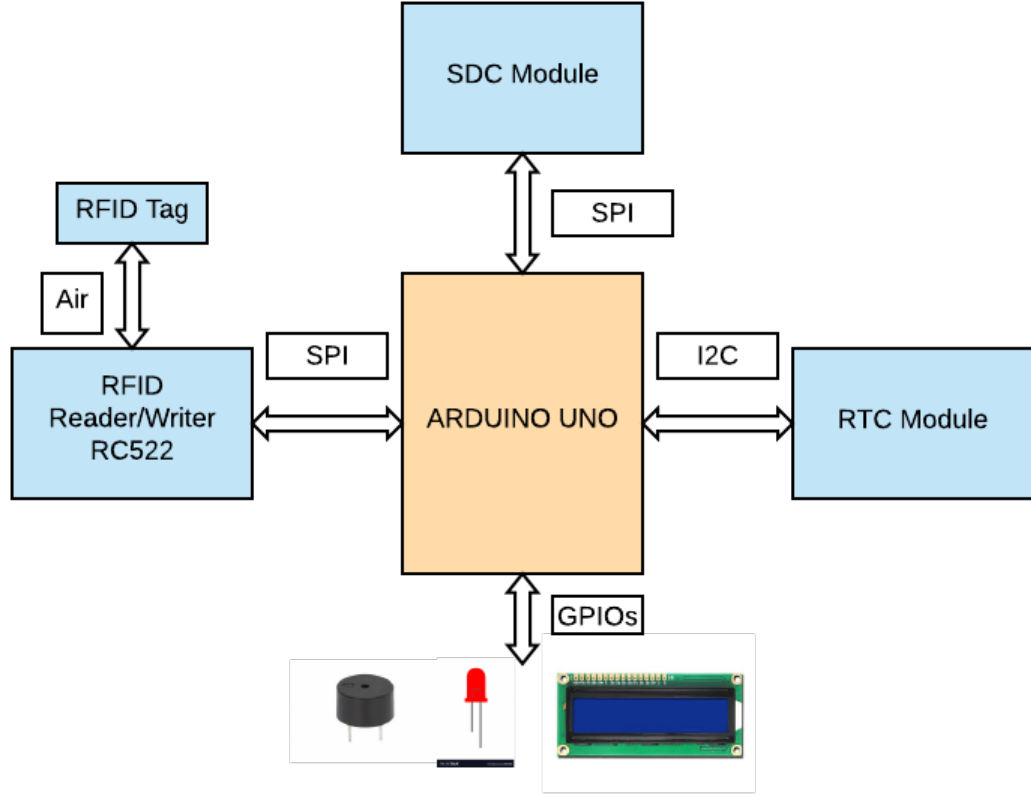 SDC Module
SPI
RFID Tag
Air
SPI
I2C
RFID
Reader/Writer
RC522
ARDUINO UNO
RTC Module
GPIOs